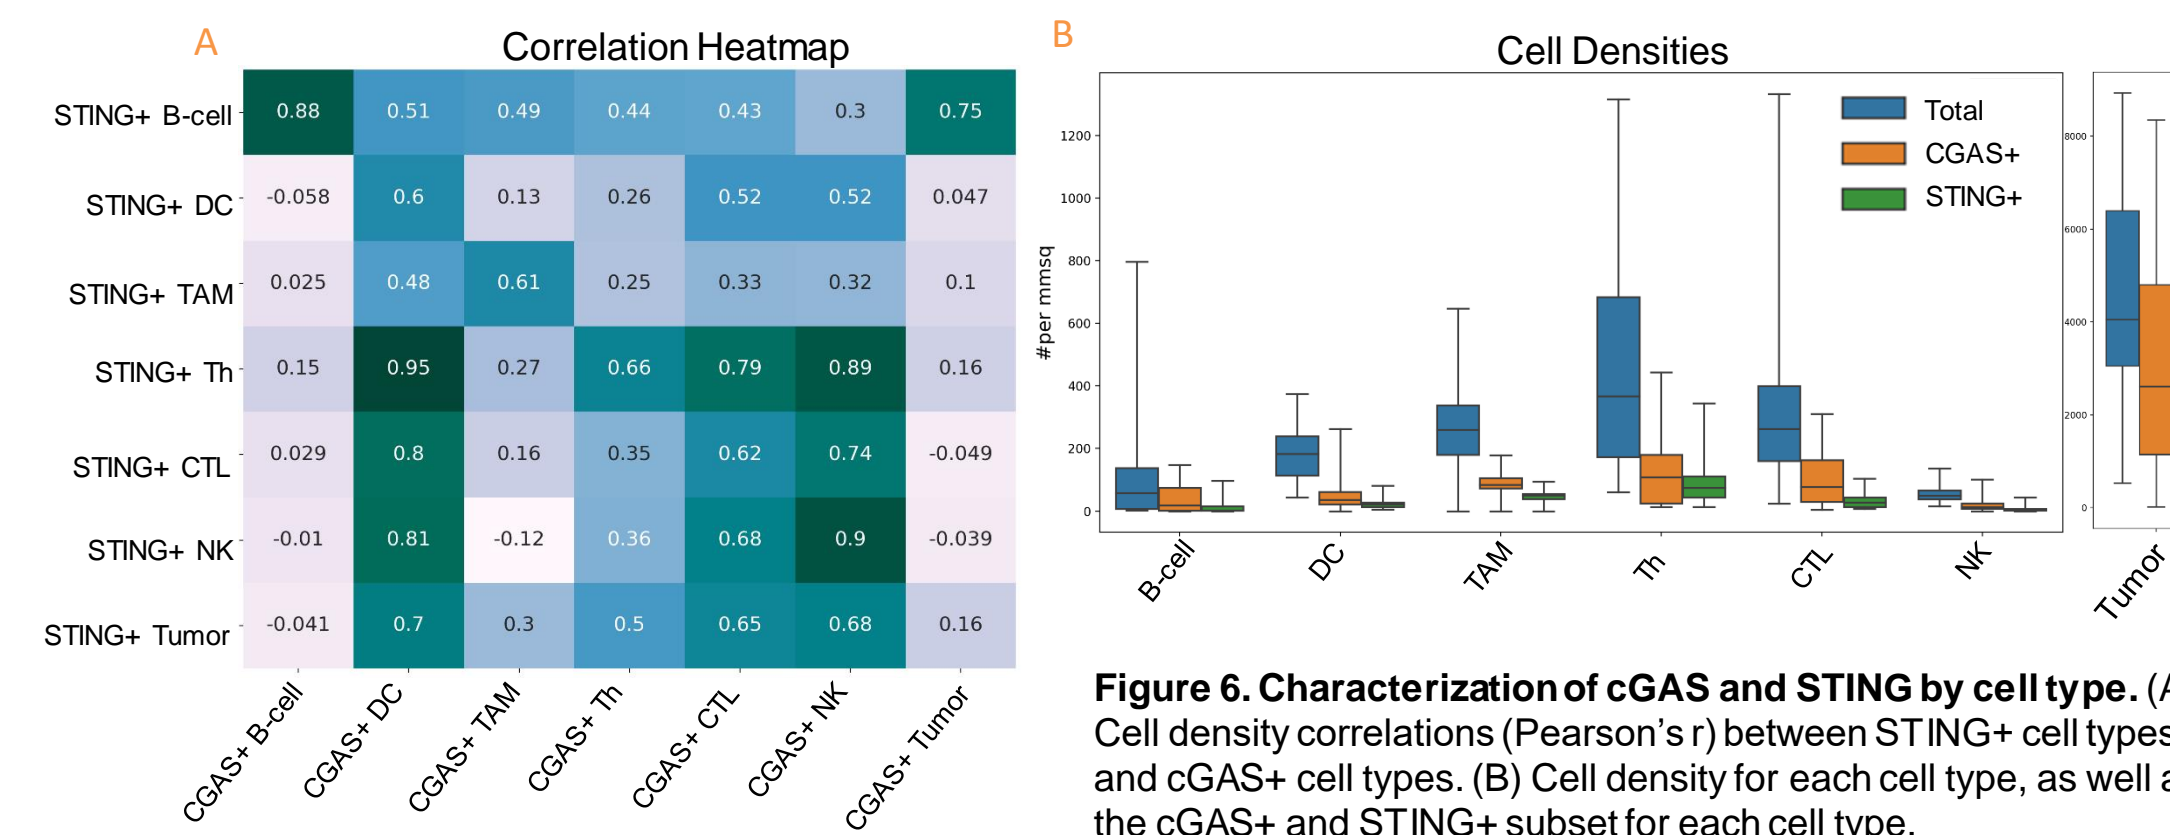 A
Correlation Heatmap
STING+ B-cell 0.88 0.51 0.49 0.44 0.43 0.3 0.75
STING+ DC -0.058 0.6 0.13 0.26 0.52 0.52 0.047
STING+ TAM 0.025 0.48 0.61 0.25 0.33 0.32 0.1
STING+ Th 0.15 0.95 0.27 0.66 0.79 0.89 0.16
STING+ CTL 0.029 0.8 0.16 0.35 0.62 0.74 -0.049
STING+ NK -0.01 0.81 -0.12 0.36 0.68 0.9 -0.039
STING+ Tumor -0.041 0.7 0.3 0.5 0.65 0.68 0.16
CGAS+ B-cell CGAS+ DC CGAS+ TAM CGAS+ Th CGAS+ CTL CGAS+ NK CGAS+ Tumor
B
Cell Densities
#per mmsq
1200
1000
800
600
400
200
0
Total
CGAS+
STING+
B-cell DC TAM Th CTL NK
8000
6000
4000
2000
0
Tumor
Figure 6. Characterization of cGAS and STING by cell type. (A
Cell density correlations (Pearson's r) between STING+ cell types
and cGAS+ cell types. (B) Cell density for each cell type, as well a
the cGAS+ and STING+ subset for each cell type.